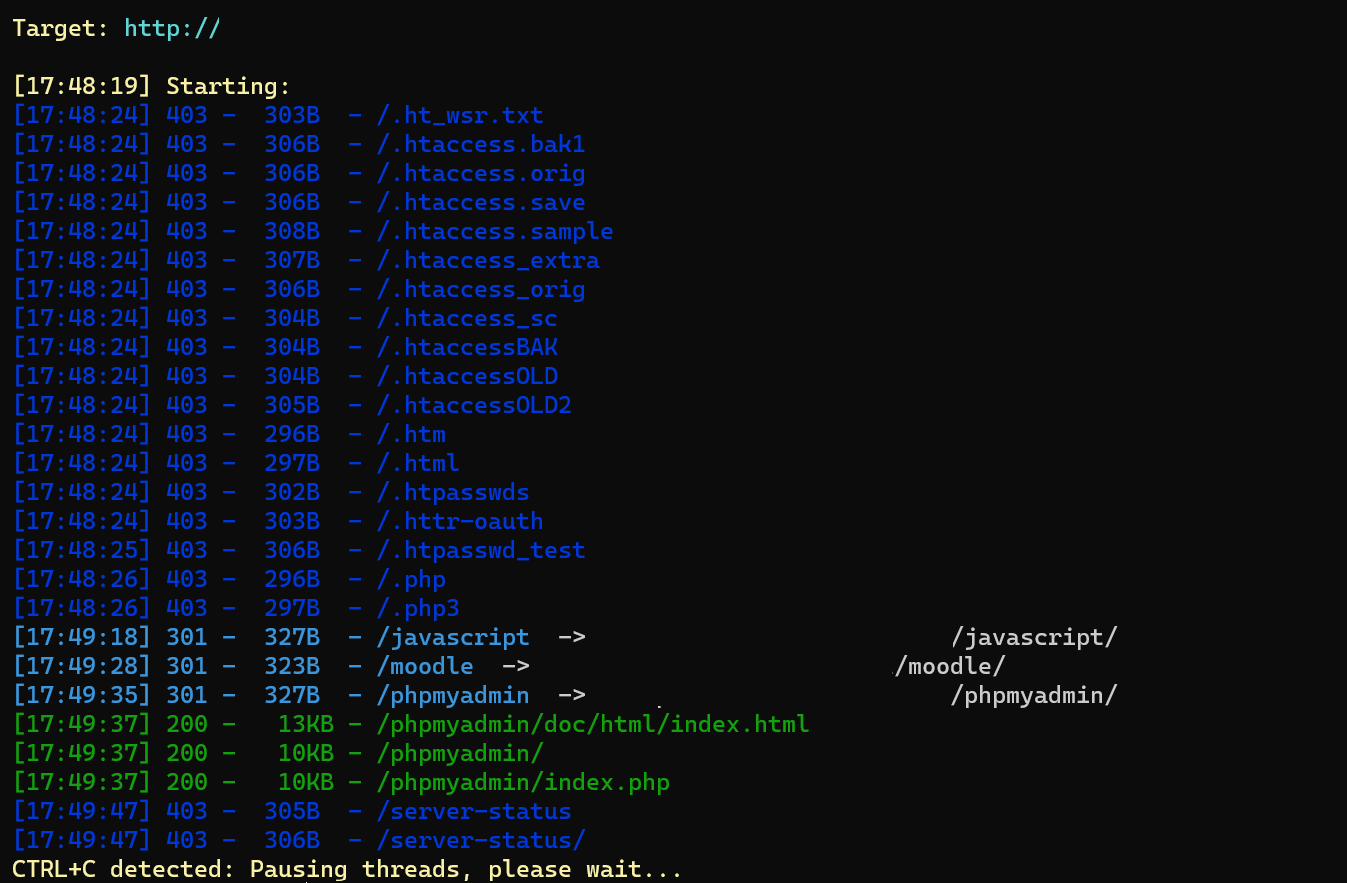 Target: http://
[17:48:19] Starting:
[17:48:24] 403 - 303B - /.ht_wsr.txt
[17:48:24] 403 - 306B - /.htaccess.bak1
[17:48:24] 403 - 306B - /.htaccess.orig
[17:48:24] 403 - 306B - /.htaccess.save
[17:48:24] 403 - 308B - /.htaccess.sample
[17:48:24] 403 - 307B - /.htaccess_extra
[17:48:24] 403 - 306B - /.htaccess_orig
[17:48:24] 403 - 304B - /.htaccess_sc
[17:48:24] 403 - 304B - /.htaccessBAK
[17:48:24] 403 - 304B - /.htaccessOLD
[17:48:24] 403 - 305B - /.htaccessOLD2
[17:48:24] 403 - 296B - /.htm
[17:48:24] 403 - 297B - /.html
[17:48:24] 403 - 302B - /.htpasswds
[17:48:24] 403 - 303B - /.httr-oauth
[17:48:25] 403 - 306B - /.htpasswd_test
[17:48:26] 403 - 296B - /.php
[17:48:26] 403 - 297B - /.php3
[17:49:18] 301 - 327B - /javascript -> /javascript/
[17:49:28] 301 - 323B - /moodle -> /moodle/
[17:49:35] 301 - 327B - /phpmyadmin -> /phpmyadmin/
[17:49:37] 200 - 13KB - /phpmyadmin/doc/html/index.html
[17:49:37] 200 - 10KB - /phpmyadmin/
[17:49:37] 200 - 10KB - /phpmyadmin/index.php
[17:49:47] 403 - 305B - /server-status
[17:49:47] 403 - 306B - /server-status/
CTRL+C detected: Pausing threads, please wait...